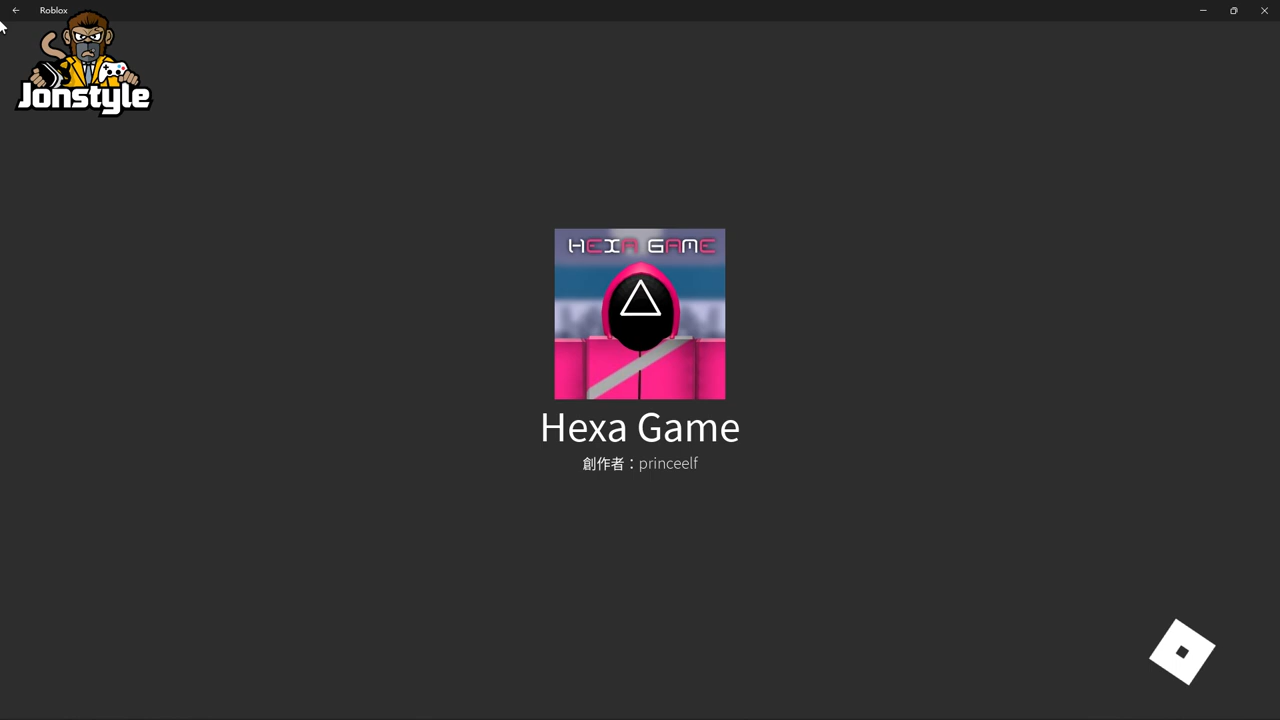 Roblox
Jonstyle
HEXA GAME
Hexa Game
創作者：princeelf